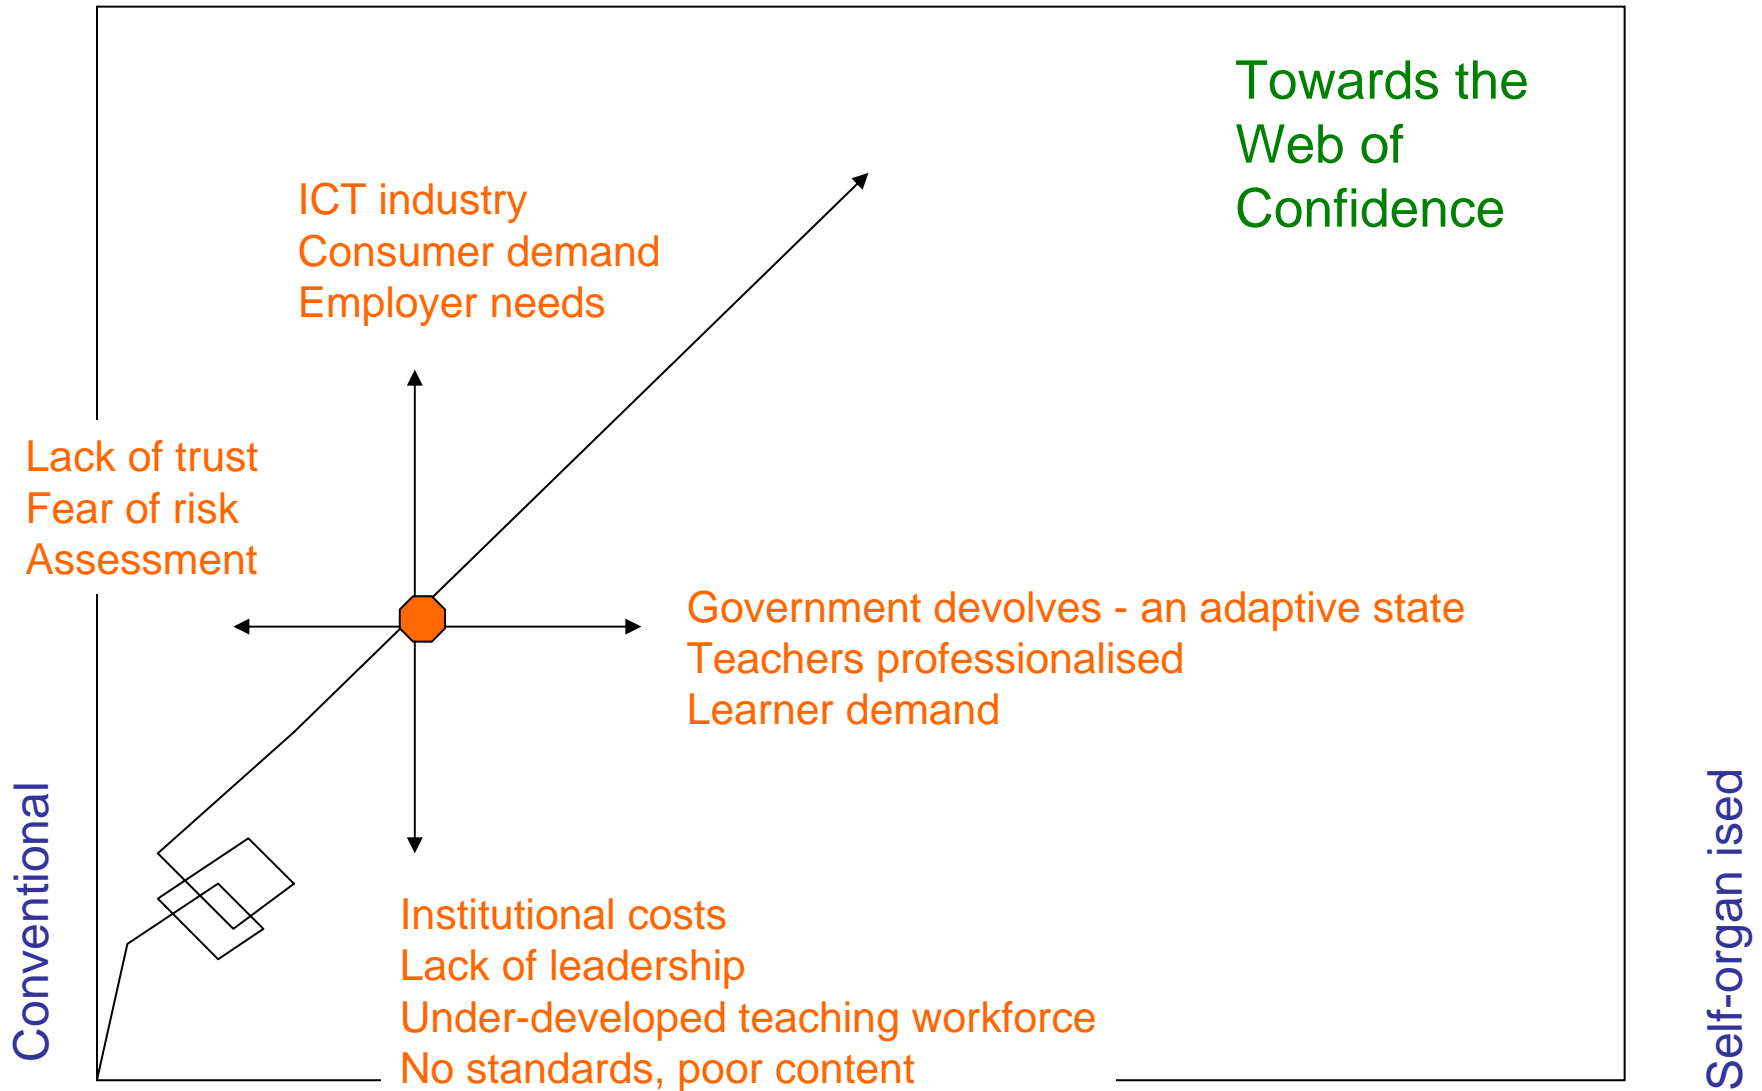 Towards the
Web of
Confidence
ICT industry
Consumer demand
Employer needs
Lack of trust
Fear of risk
Assessment
Government devolves - an adaptive state
Teachers professionalised
Learner demand
Conventional
Self-organ ised
Institutional costs
Lack of leadership
Under-developed teaching workforce
No standards, poor content